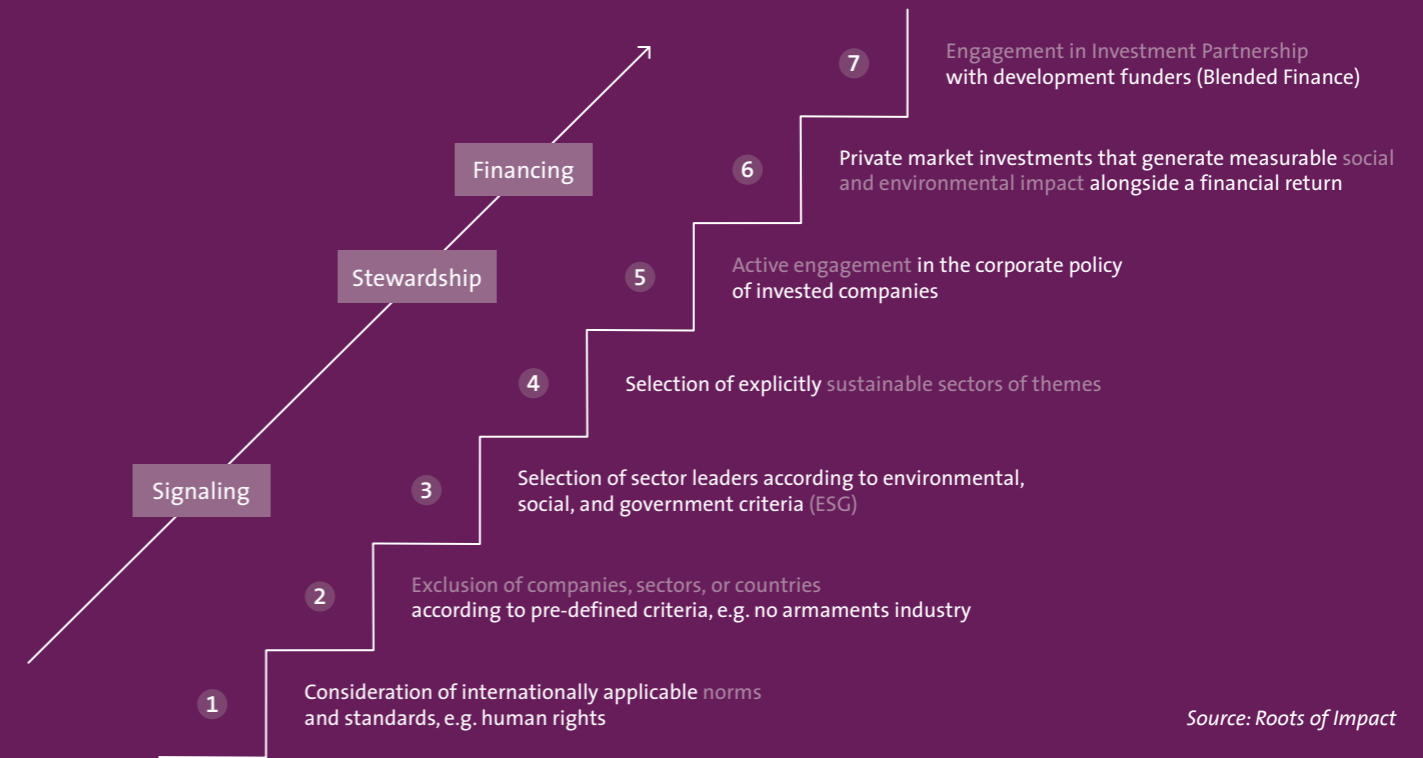 7
Engagement in Investment Partnership
with development funders (Blended Finance)
Financing
6
Private market investments that generate measurable social
and environmental impact alongside a financial return
Stewardship
5
Active engagement in the corporate policy
of invested companies
4
Selection of explicitly sustainable sectors of themes
Signaling
3
Selection of sector leaders according to environmental,
social, and government criteria (ESG)
2
Exclusion of companies, sectors, or countries
according to pre-defined criteria, e.g. no armaments industry
1
Consideration of internationally applicable norms
and standards, e.g. human rights
Source: Roots of Impact